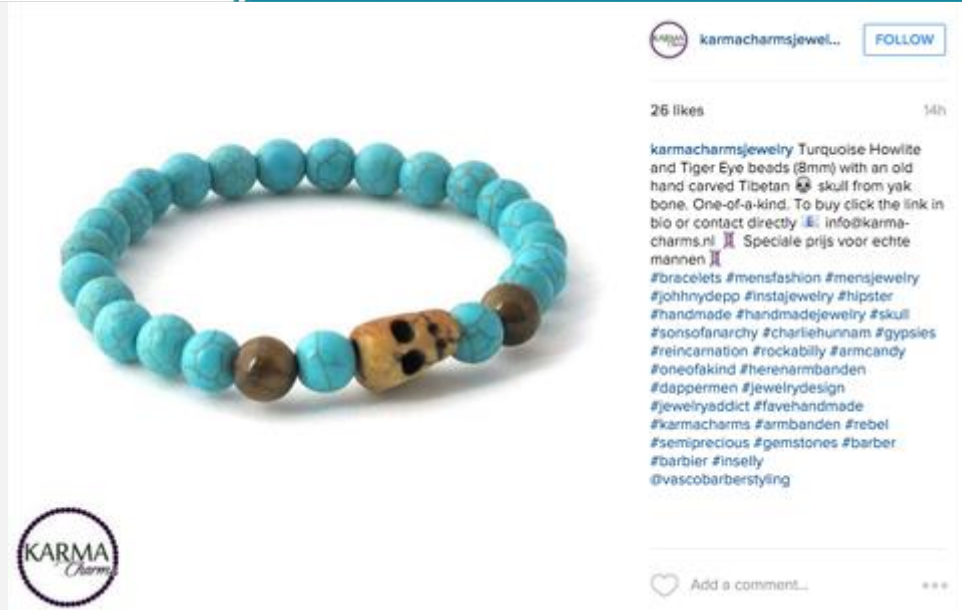 karmacharmsjewel...
FOLLOW
26 likes
14h
karmacharmsjewelry Turquoise Howlite
and Tiger Eye beads (8mm) with an old
hand carved Tibetan 💀 skull from yak
bone. One-of-a-kind. To buy click the link in
bio or contact directly 📧 info@karma-
charms.nl 🎀 Speciale prijs voor echte
mannen 🎀
#bracelets #mensfashion #mensjewelry
#johhnydepp #instajewelry #hipster
#handmade #handmadejewelry #skull
#sonsofanarchy #charliehunnam #gypsies
#reincarnation #rockabilly #armcandy
#oneofakind #herenarmbanden
#dappermen #jewelrydesign
#jewelryaddict #favehandmade
#karmacharms #armbanden #rebel
#semiprecious #gemstones #barber
#barbier #inselly
@vascobarberstyling
Add a comment...
KARMA
Charms